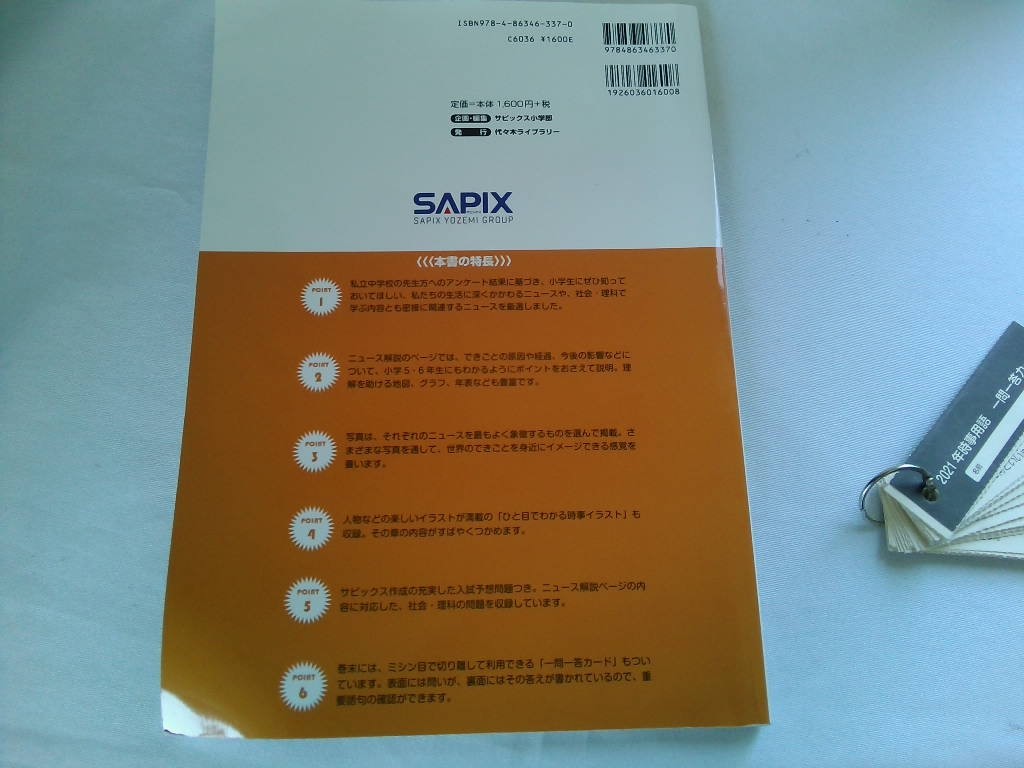 ISBN978-4-86346-337-0
C6036 ¥1600E
9784863463370
1926036016008
定価＝本体1,600円＋税
企画・編集 サピックス小学部
発行 代々木ライブラリー
SAPIX
SAPIX YOZEMI GROUP
〈〈〈本書の特長〉〉〉
POINT 1
私立中学校の先生方へのアンケート結果に基づき、小学生にぜひ知って
おいてほしい、私たちの生活に深くかかわるニュースや、社会・理科で
学ぶ内容とも密接に関連するニュースを厳選しました。
POINT 2
ニュース解説のページでは、できごとの原因や経過、今後の影響などに
ついて、小学5・6年生にもわかるようにポイントをおさえて説明。理
解を助ける地図、グラフ、年表なども豊富です。
POINT 3
写真は、それぞれのニュースを最もよく象徴するものを選んで掲載。さ
まざまな写真を通して、世界のできごとを身近にイメージできる感覚を
養います。
POINT 4
人物などの楽しいイラストが満載の「ひと目でわかる時事イラスト」も
収録。その章の内容がすばやくつかめます。
POINT 5
サピックス作成の充実した入試予想問題つき。ニュース解説ページの内
容に対応した、社会・理科の問題を収録しています。
POINT 6
巻末には、ミシン目で切り離して利用できる「一問一答カード」もつい
ています。表面には問いが、裏面にはその答えが書かれているので、重
要語句の確認ができます。
2021年時事用語 一問一答カ
名前